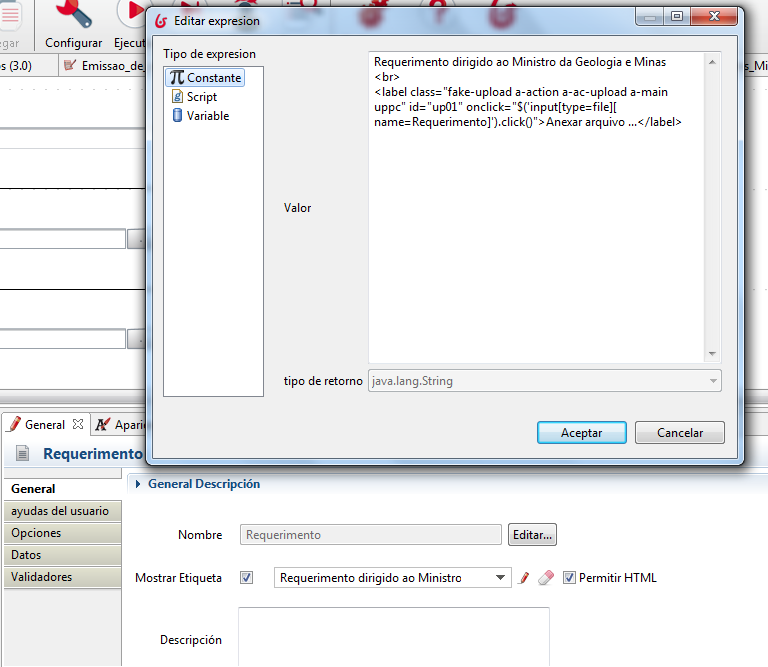 Editar expresion
egar
Configurar
Ejecut
s (3.0)
Emissao_de_
s_Mi
Tipo de expresion
Constante
Script
Variable
Valor
Requerimento dirigido ao Ministro da Geologia e Minas
<br>
<label class="fake-upload a-action a-ac-upload a-main
uppc" id="up01" onclick="$('input[type=file][
name=Requerimento]').click()">Anexar arquivo ...</label>
tipo de retorno
java.lang.String
Aceptar
Cancelar
General
Apari
Requerimento
General
ayudas del usuario
Opciones
Datos
Validadores
General Descripción
Nombre
Requerimento
Editar...
Mostrar Etiqueta
Requerimento dirigido ao Ministro
Permitir HTML
Descripción